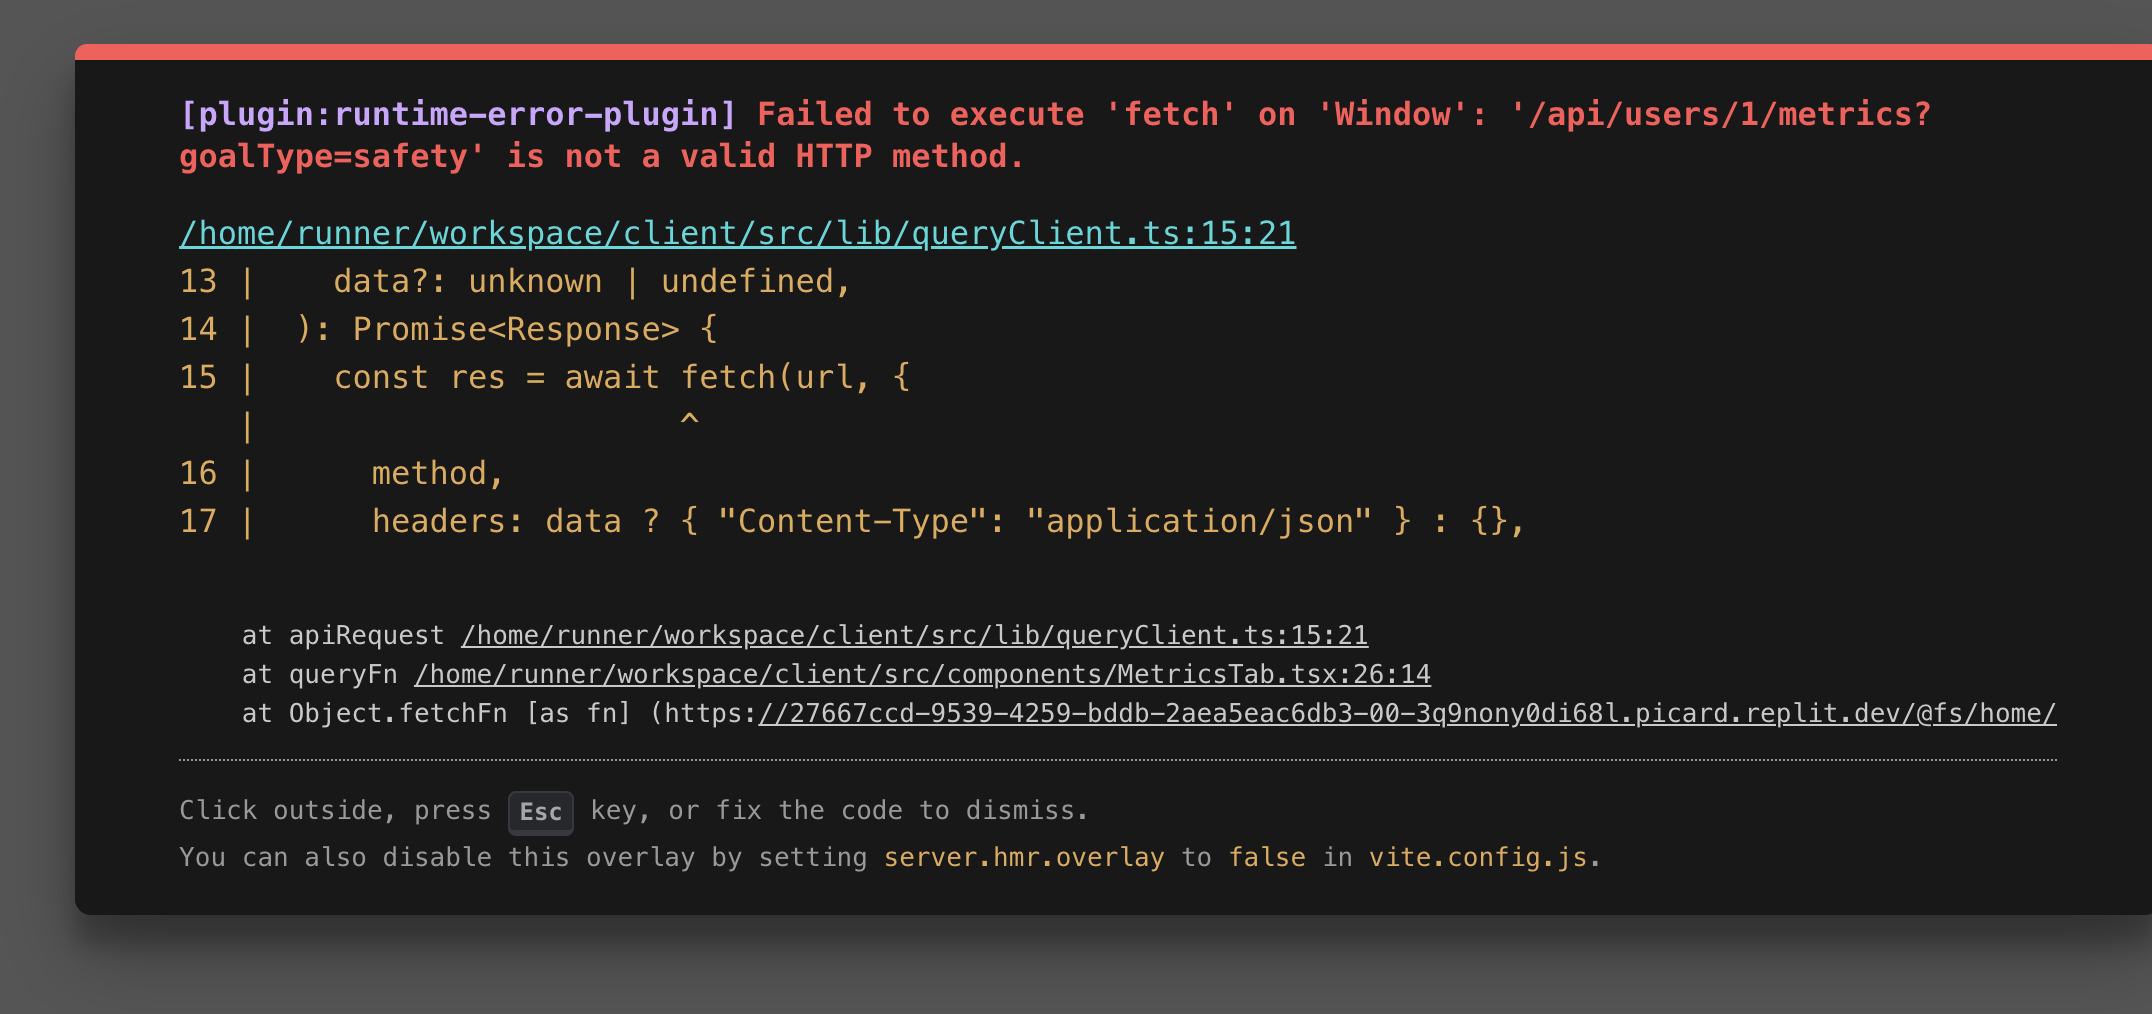 [plugin:runtime-error-plugin] Failed to execute 'fetch' on 'Window': '/api/users/1/metrics?
goalType=safety' is not a valid HTTP method.
/home/runner/workspace/client/src/lib/queryClient.ts:15:21
13 |    data?: unknown | undefined,
14 |  ): Promise<Response> {
15 |    const res = await fetch(url, {
   |                      ^
16 |      method,
17 |      headers: data ? { "Content-Type": "application/json" } : {},
at apiRequest /home/runner/workspace/client/src/lib/queryClient.ts:15:21
at queryFn /home/runner/workspace/client/src/components/MetricsTab.tsx:26:14
at Object.fetchFn [as fn] (https://27667ccd-9539-4259-bddb-2aea5eac6db3-00-3q9nony0di68l.picard.replit.dev/@fs/home/
Click outside, press Esc key, or fix the code to dismiss.
You can also disable this overlay by setting server.hmr.overlay to false in vite.config.js.